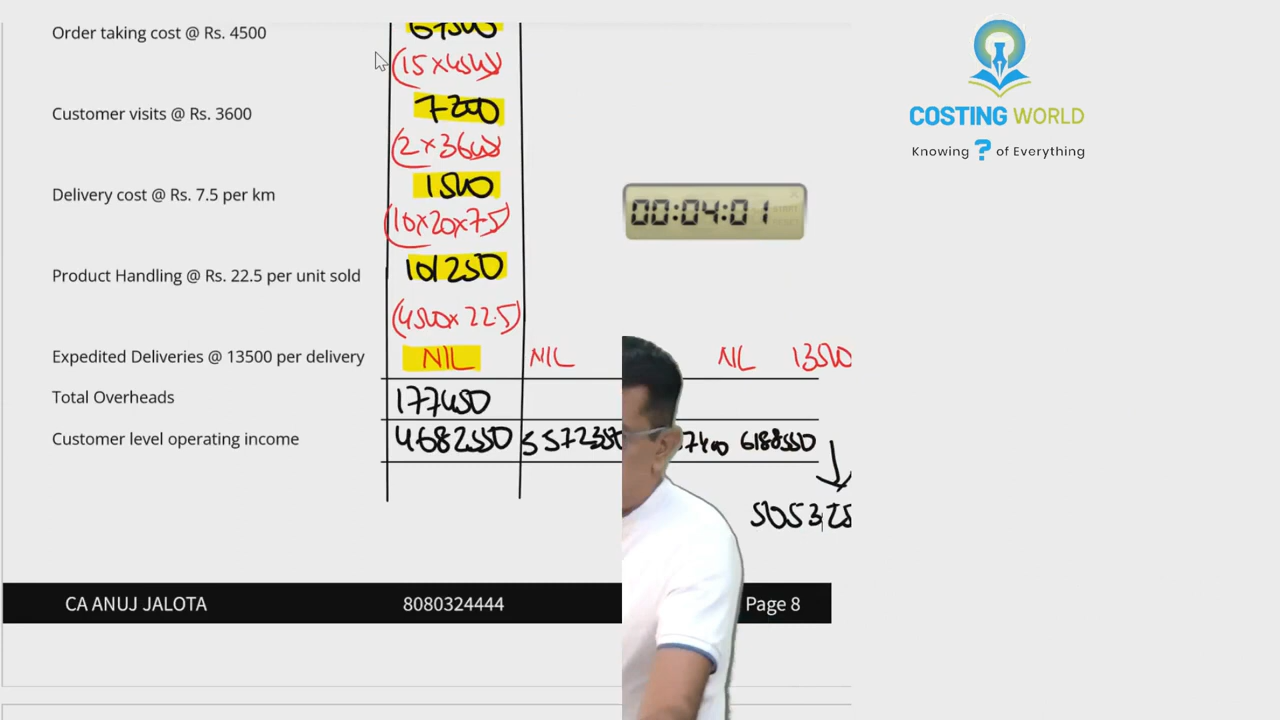 Order taking cost @ Rs. 4500 67500
(15×4500)
Customer visits @ Rs. 3600 7200
(2×3600)
Delivery cost @ Rs. 7.5 per km 1500
(10×20×7.5)
Product Handling @ Rs. 22.5 per unit sold 101250
(4500×22.5)
Expedited Deliveries @ 13500 per delivery NIL NIL NIL 13500
Total Overheads 177450
Customer level operating income 4682550 5572350 7400 6188550
CA ANUJ JALOTA 8080324444 Page 8
COSTING WORLD
Knowing ? of Everything
00:04:01